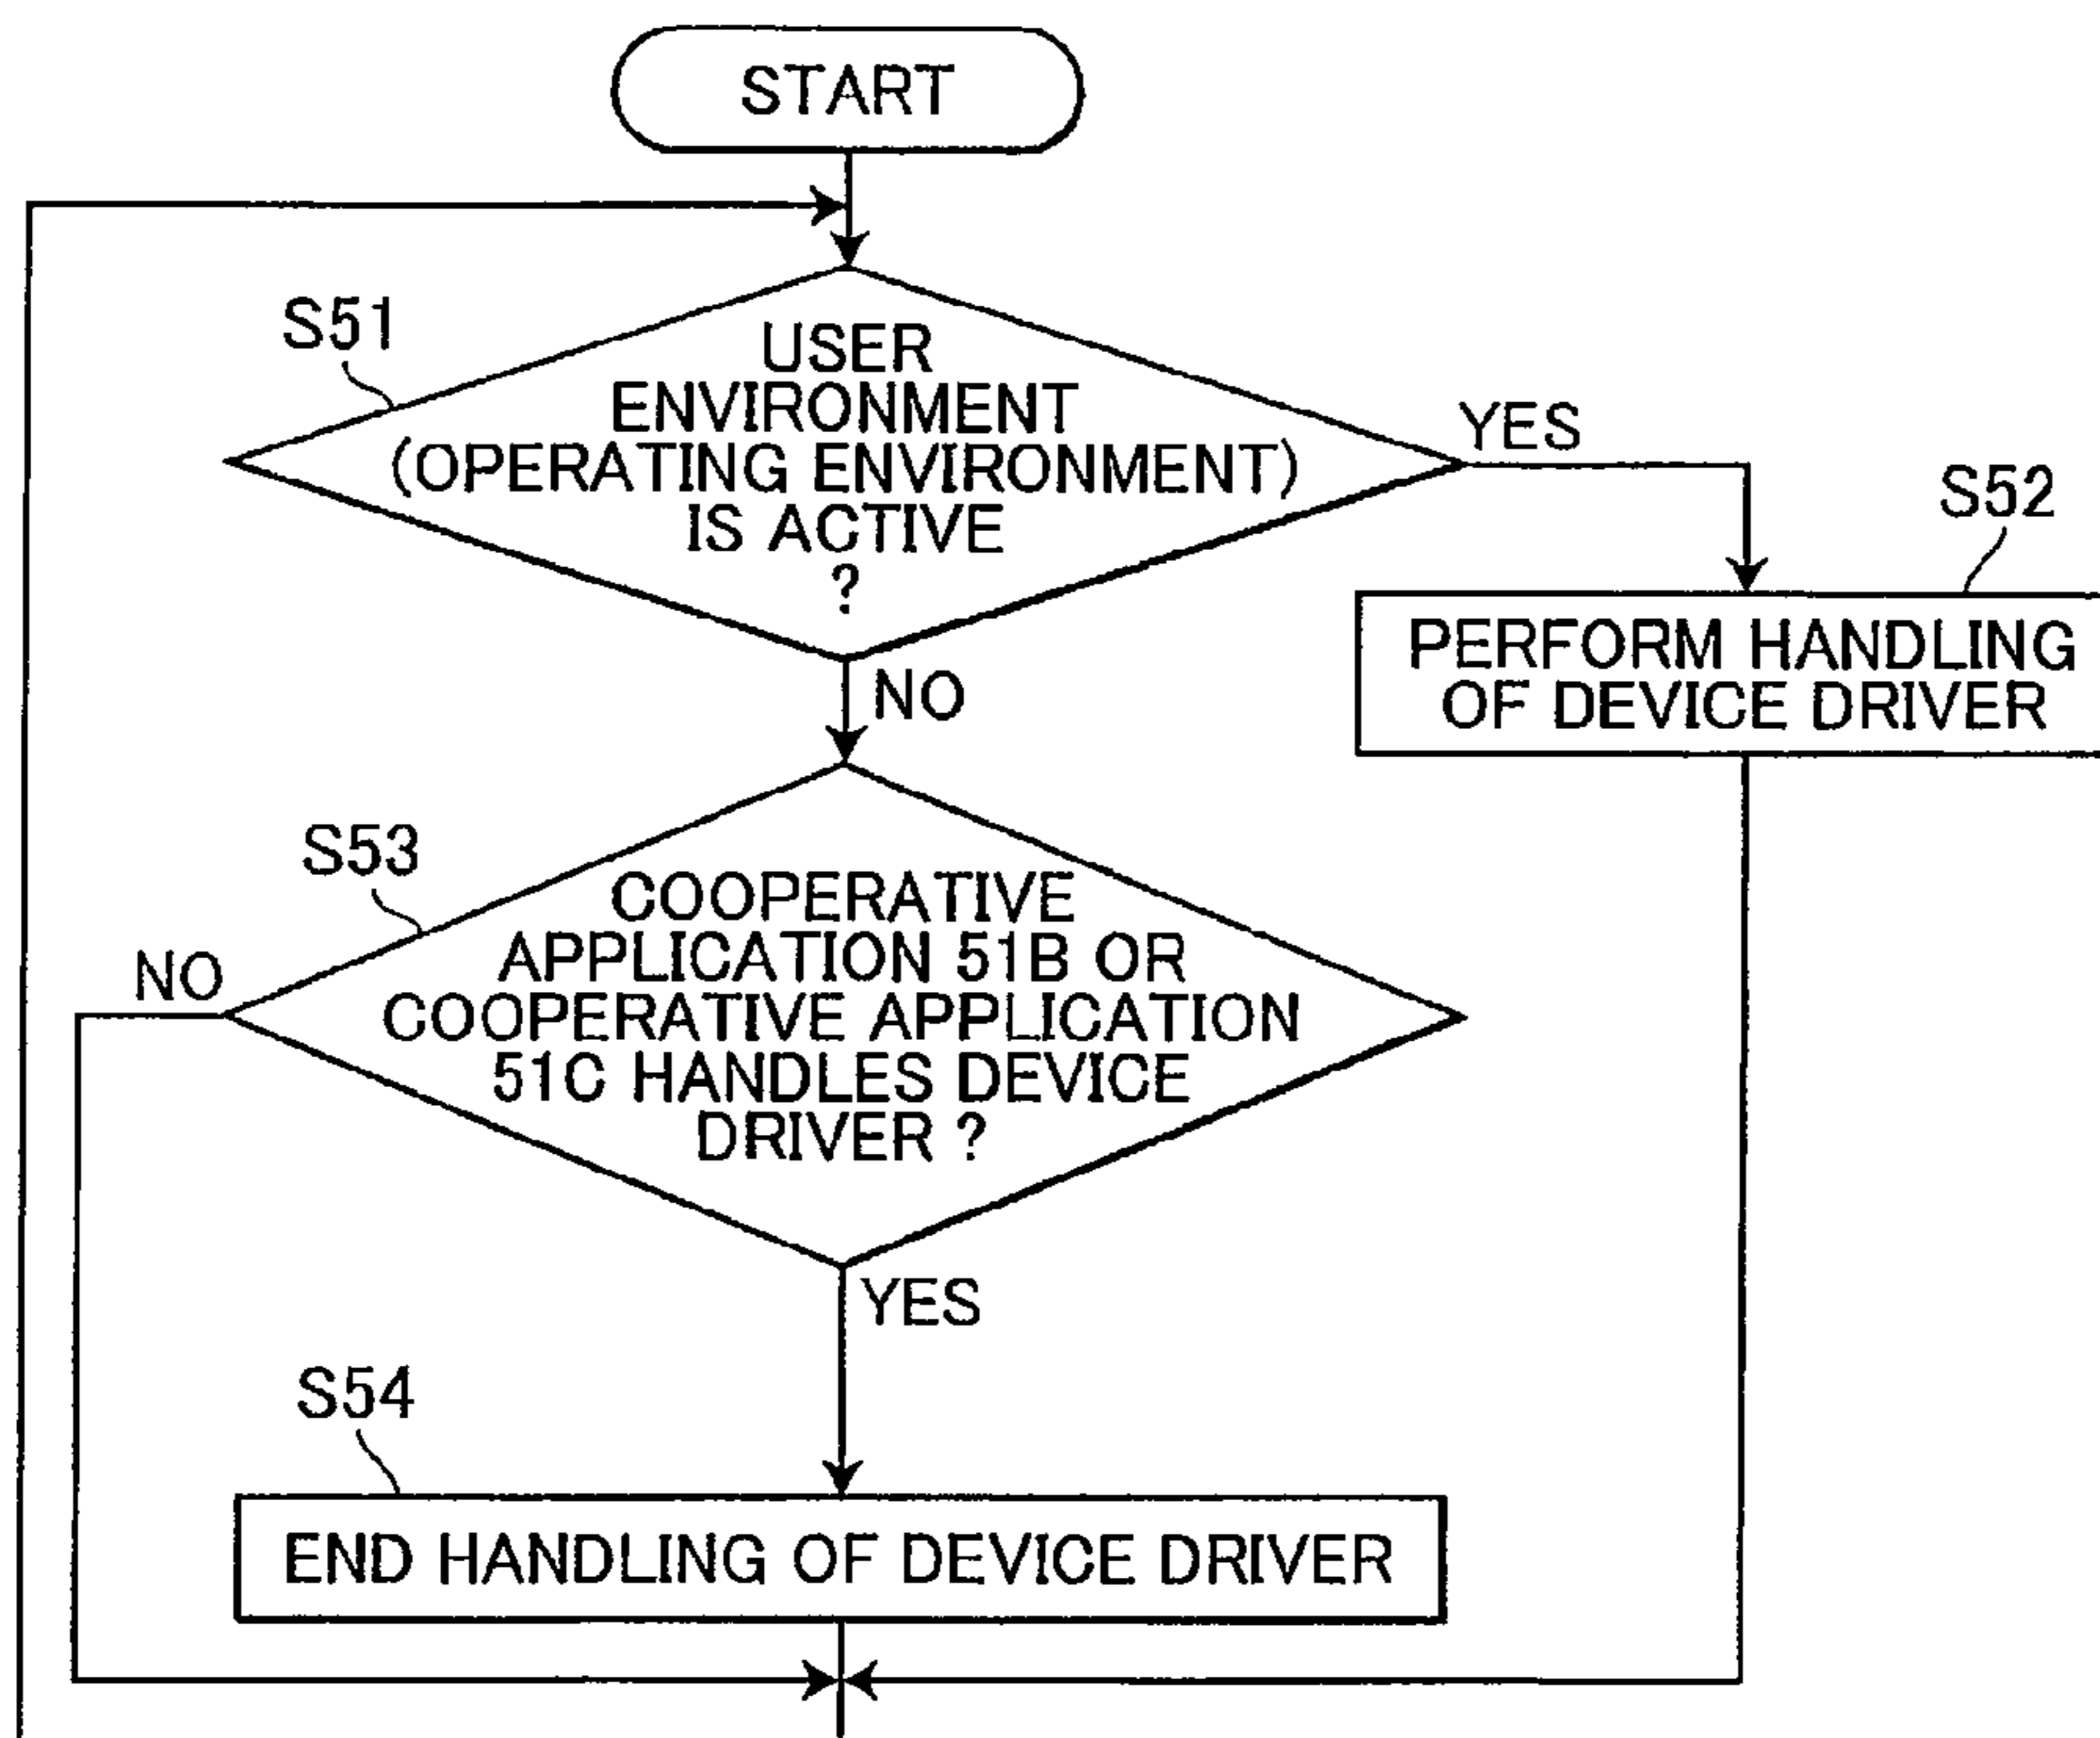 START
S51
USER
ENVIRONMENT
(OPERATING ENVIRONMENT)
IS ACTIVE
?
YES
S52
PERFORM HANDLING
OF DEVICE DRIVER
NO
S53
COOPERATIVE
APPLICATION 51B OR
COOPERATIVE APPLICATION
51C HANDLES DEVICE
DRIVER ?
NO
YES
S54
END HANDLING OF DEVICE DRIVER